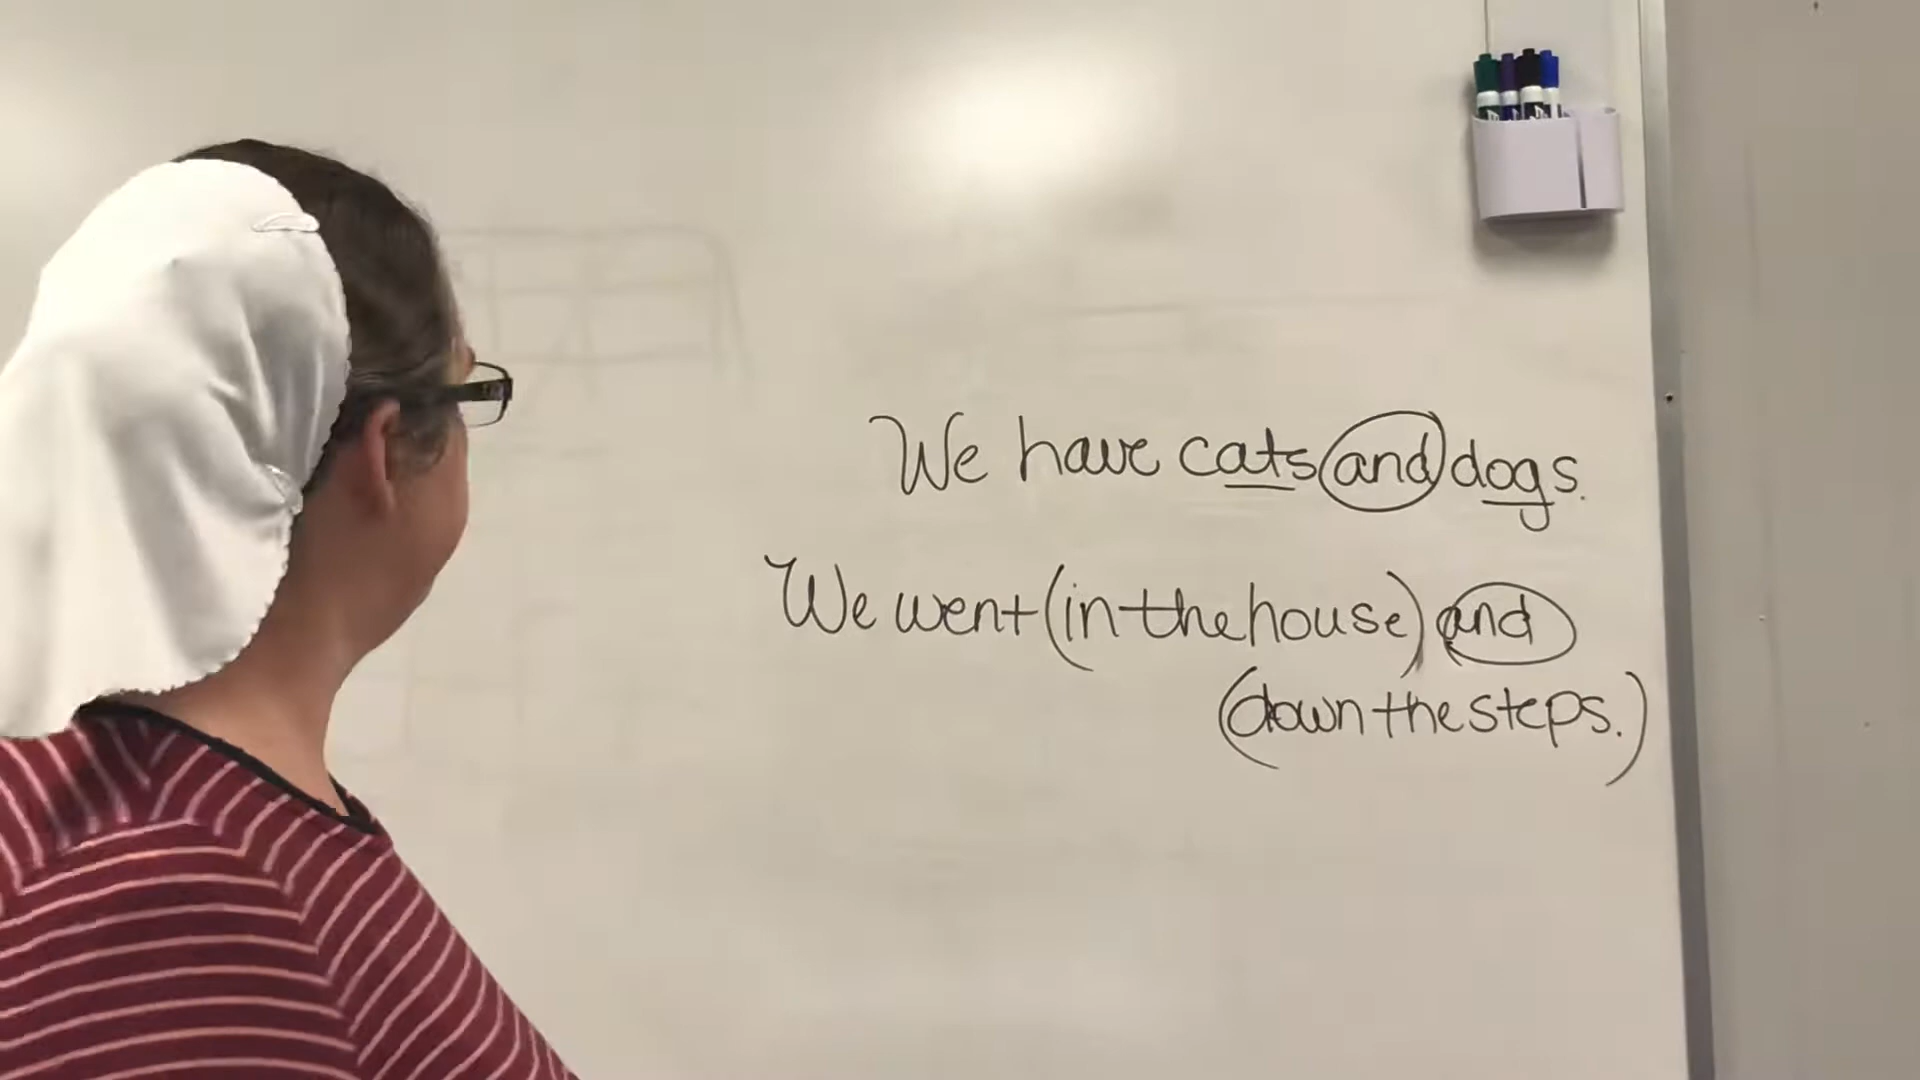 We have cats and dogs.
We went (in the house) and
(down the steps.)